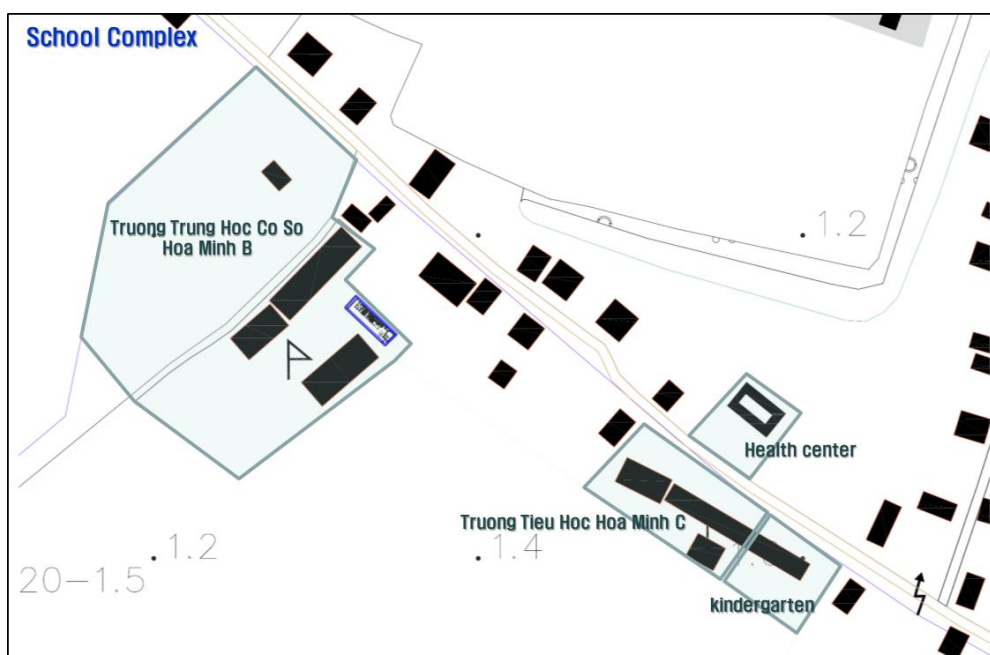 School Complex
Truong Trung Hoc Co So
Hoa Minh B
1.2
Health center
Truong Tieu Hoc Hoa Minh C
1.2
1.4
20-1.5
kindergarten